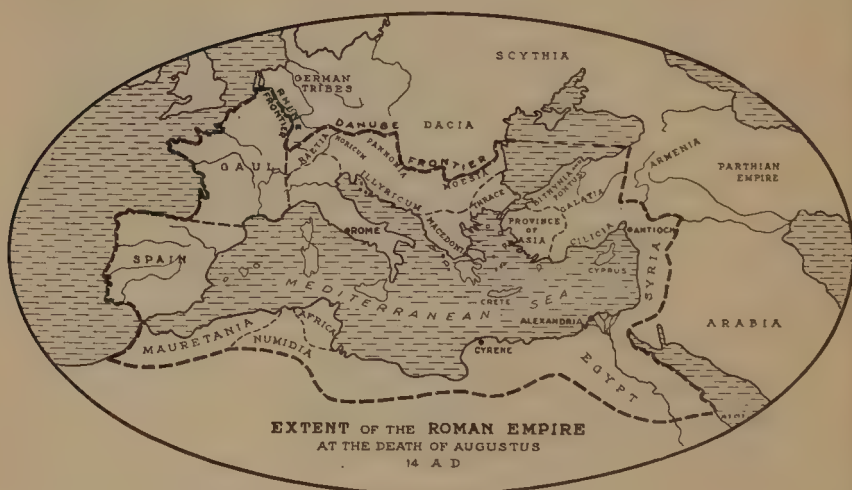 SCYTHIA
GERMAN
TRIBES
RHINE
FRONTIER
DANUBE
DACIA
FRONTIER
GAUL
RAETIA
NORICUM
PANNONIA
ILLYRICUM
MOESIA
THRACE
BITHYNIA AND
PONTUS
ARMENIA
PARTHIAN
EMPIRE
GALATIA
MACEDONIA
PROVINCE
OF
ASIA
ROME
CILICIA
ANTIOCH
SPAIN
CYPRUS
SYRIA
MEDITERRANEAN SEA
CRETE
ALEXANDRIA
ARABIA
MAURETANIA
NUMIDIA
AFRICA
CYRENE
EGYPT
EXTENT OF THE ROMAN EMPIRE
AT THE DEATH OF AUGUSTUS
14 A D